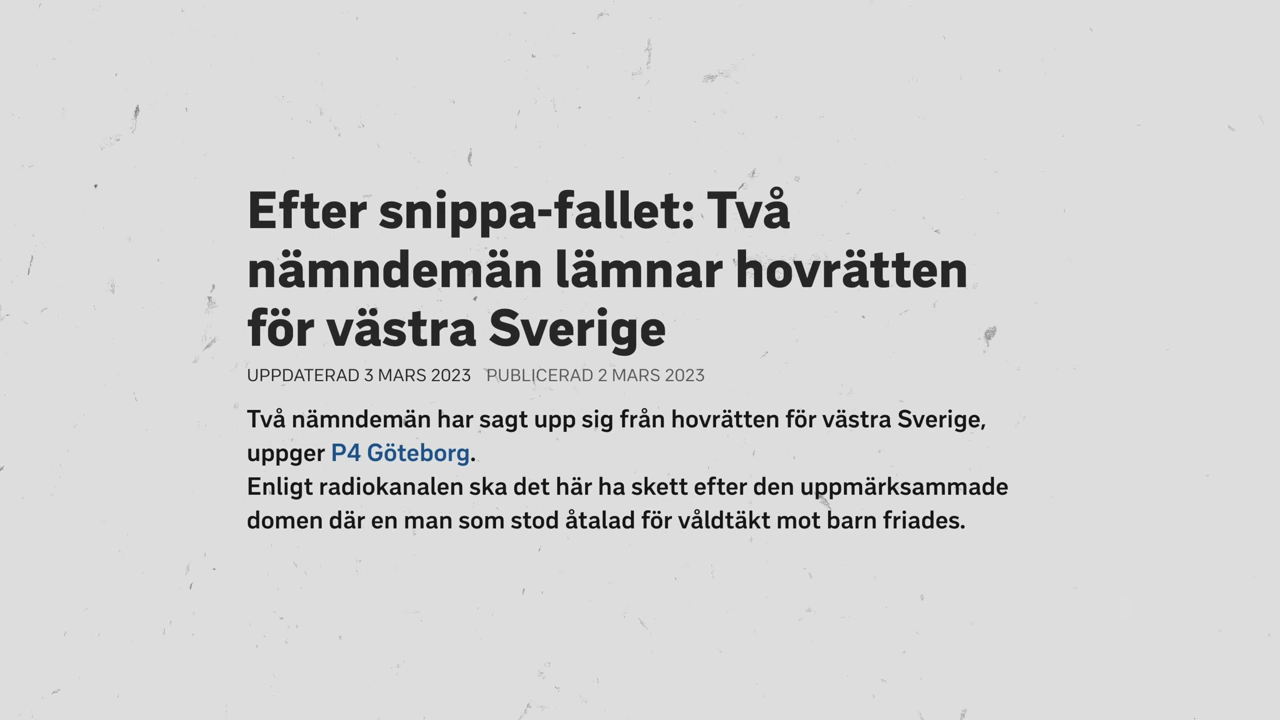 Efter snippa-fallet: Två
nämndemän lämnar hovrätten
för västra Sverige
UPPDATERAD 3 MARS 2023 PUBLICERAD 2 MARS 2023
Två nämndemän har sagt upp sig från hovrätten för västra Sverige,
uppger P4 Göteborg.
Enligt radiokanalen ska det här ha skett efter den uppmärksammade
domen där en man som stod åtalad för våldtäkt mot barn friades.